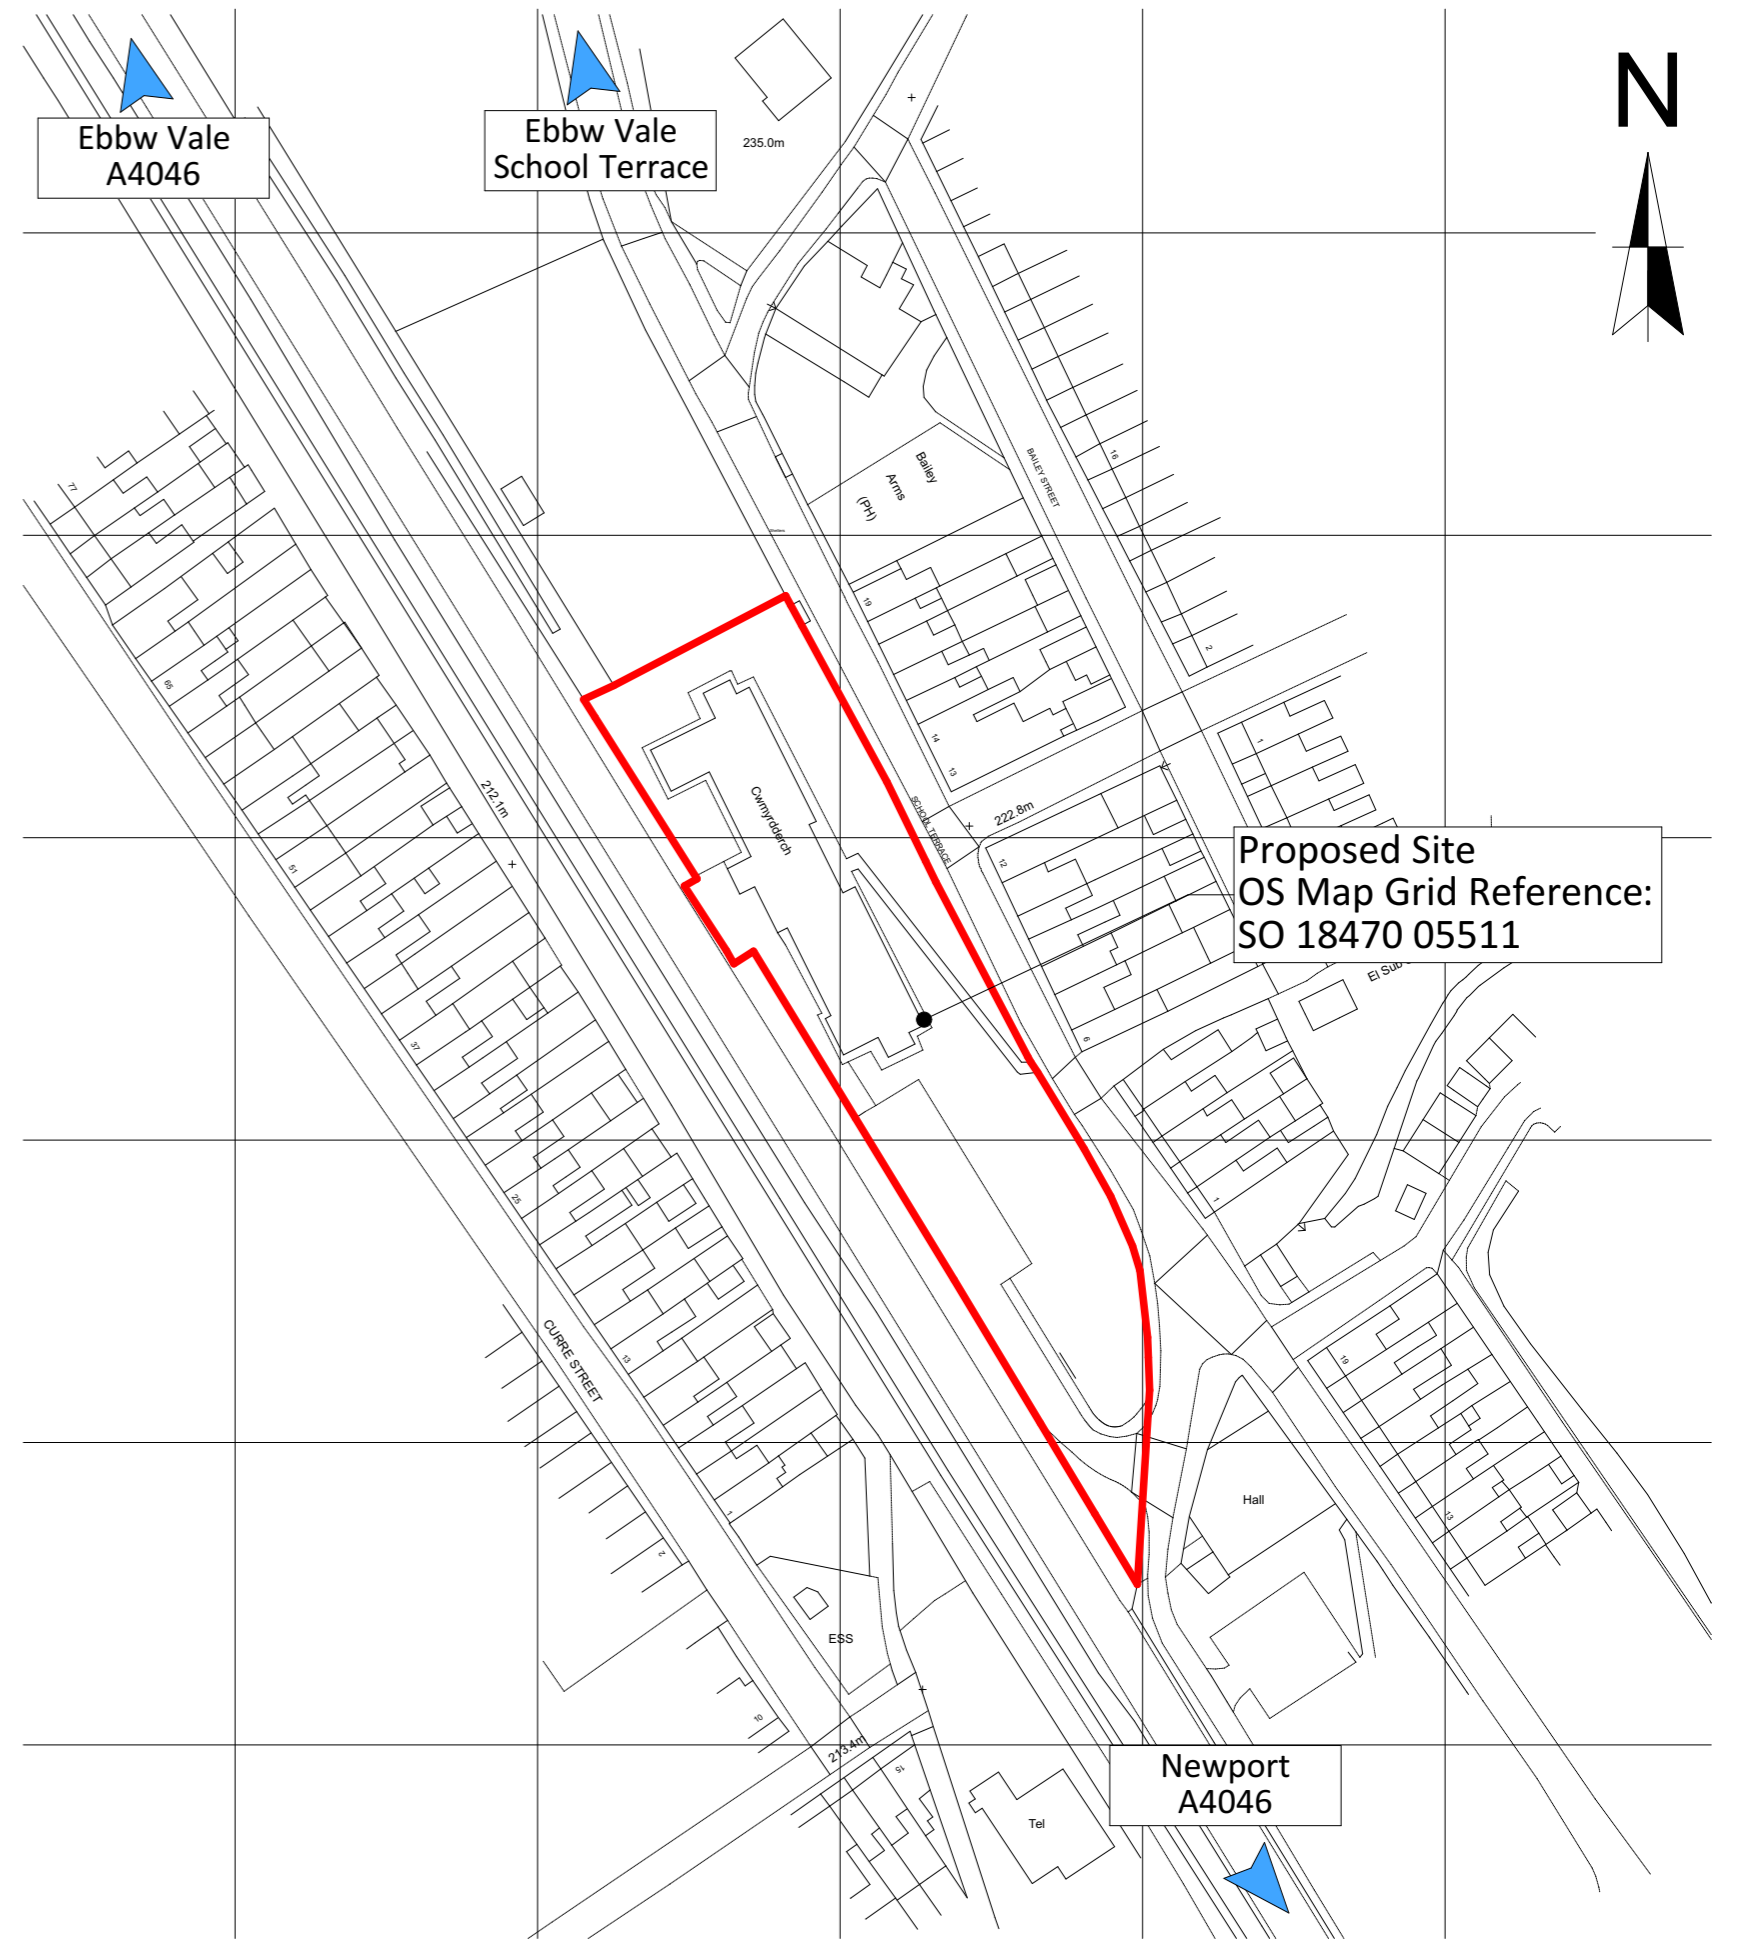 N
Ebbw Vale
A4046
Ebbw Vale
School Terrace
235.0m
BAILEY STREET
16
Bailey
Arms
(PH)
77
19
2
65
14
13
1
212.1m
Cwmyrdderch
SCHOOL TERRACE
222.8m
12
51
Proposed Site
OS Map Grid Reference:
SO 18470 05511
El Sub
37
6
25
1
CURRE STREET
13
19
Hall
13
1
2
ESS
10
213.4m
15
Tel
Newport
A4046